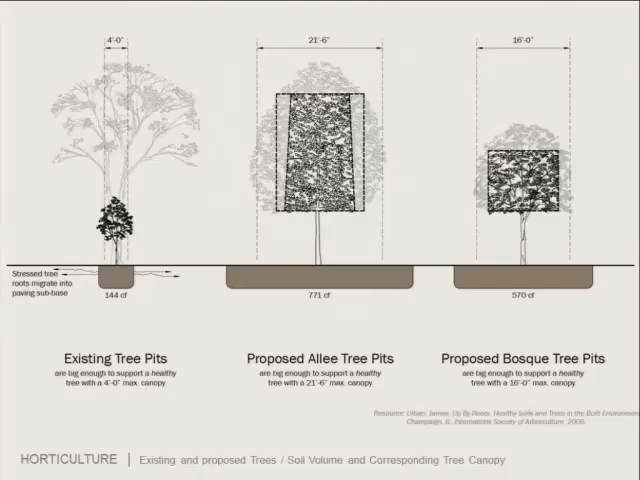 4'-0" 21'-6" 16'-0"
Stressed tree
roots migrate into
paving sub-base
144 cf 771 cf 570 cf
Existing Tree Pits
are big enough to support a healthy
tree with a 4'-0" max. canopy
Proposed Allee Tree Pits
are big enough to support a healthy
tree with a 21'-6" max. canopy
Proposed Bosque Tree Pits
are big enough to support a healthy
tree with a 16'-0" max. canopy
Resource: Urban, James, Up By Roots: Healthy Soils and Trees in the Built Environmen
Champaign, IL, International Society of Arboriculture, 2008.
HORTICULTURE | Existing and proposed Trees / Soil Volume and Corresponding Tree Canopy